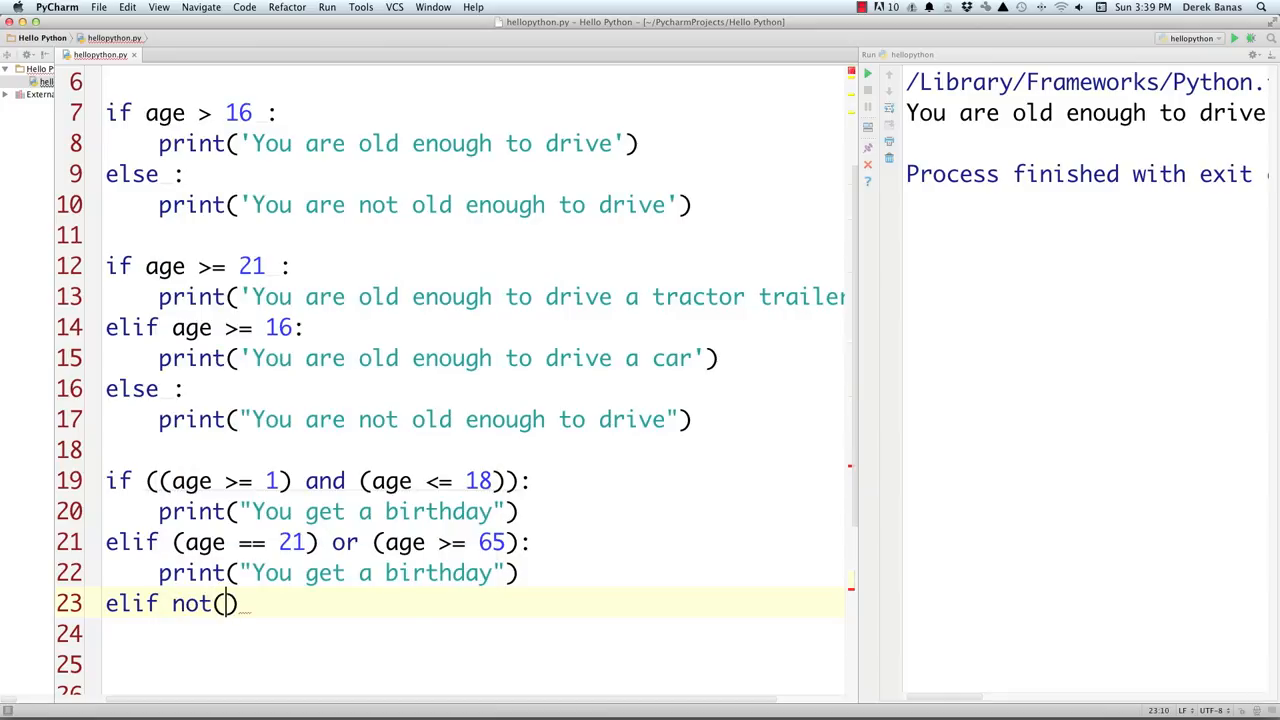 PyCharm File Edit View Navigate Code Refactor Run Tools VCS Window Help 10 Sun 3:39 PM Derek Banas
hellopython.py - Hello Python - [~/PycharmProjects/Hello Python]
Hello Python hellopython.py hellopython
hellopython.py × Run hellopython
Hello P
hell
Externa
6
7 if age > 16 :
8 print('You are old enough to drive')
9 else :
10 print('You are not old enough to drive')
11
12 if age >= 21 :
13 print('You are old enough to drive a tractor trailer
14 elif age >= 16:
15 print('You are old enough to drive a car')
16 else :
17 print("You are not old enough to drive")
18
19 if ((age >= 1) and (age <= 18)):
20 print("You get a birthday")
21 elif (age == 21) or (age >= 65):
22 print("You get a birthday")
23 elif not()
24
25
26
/Library/Frameworks/Python.
You are old enough to drive
Process finished with exit
23:10 LF UTF-8